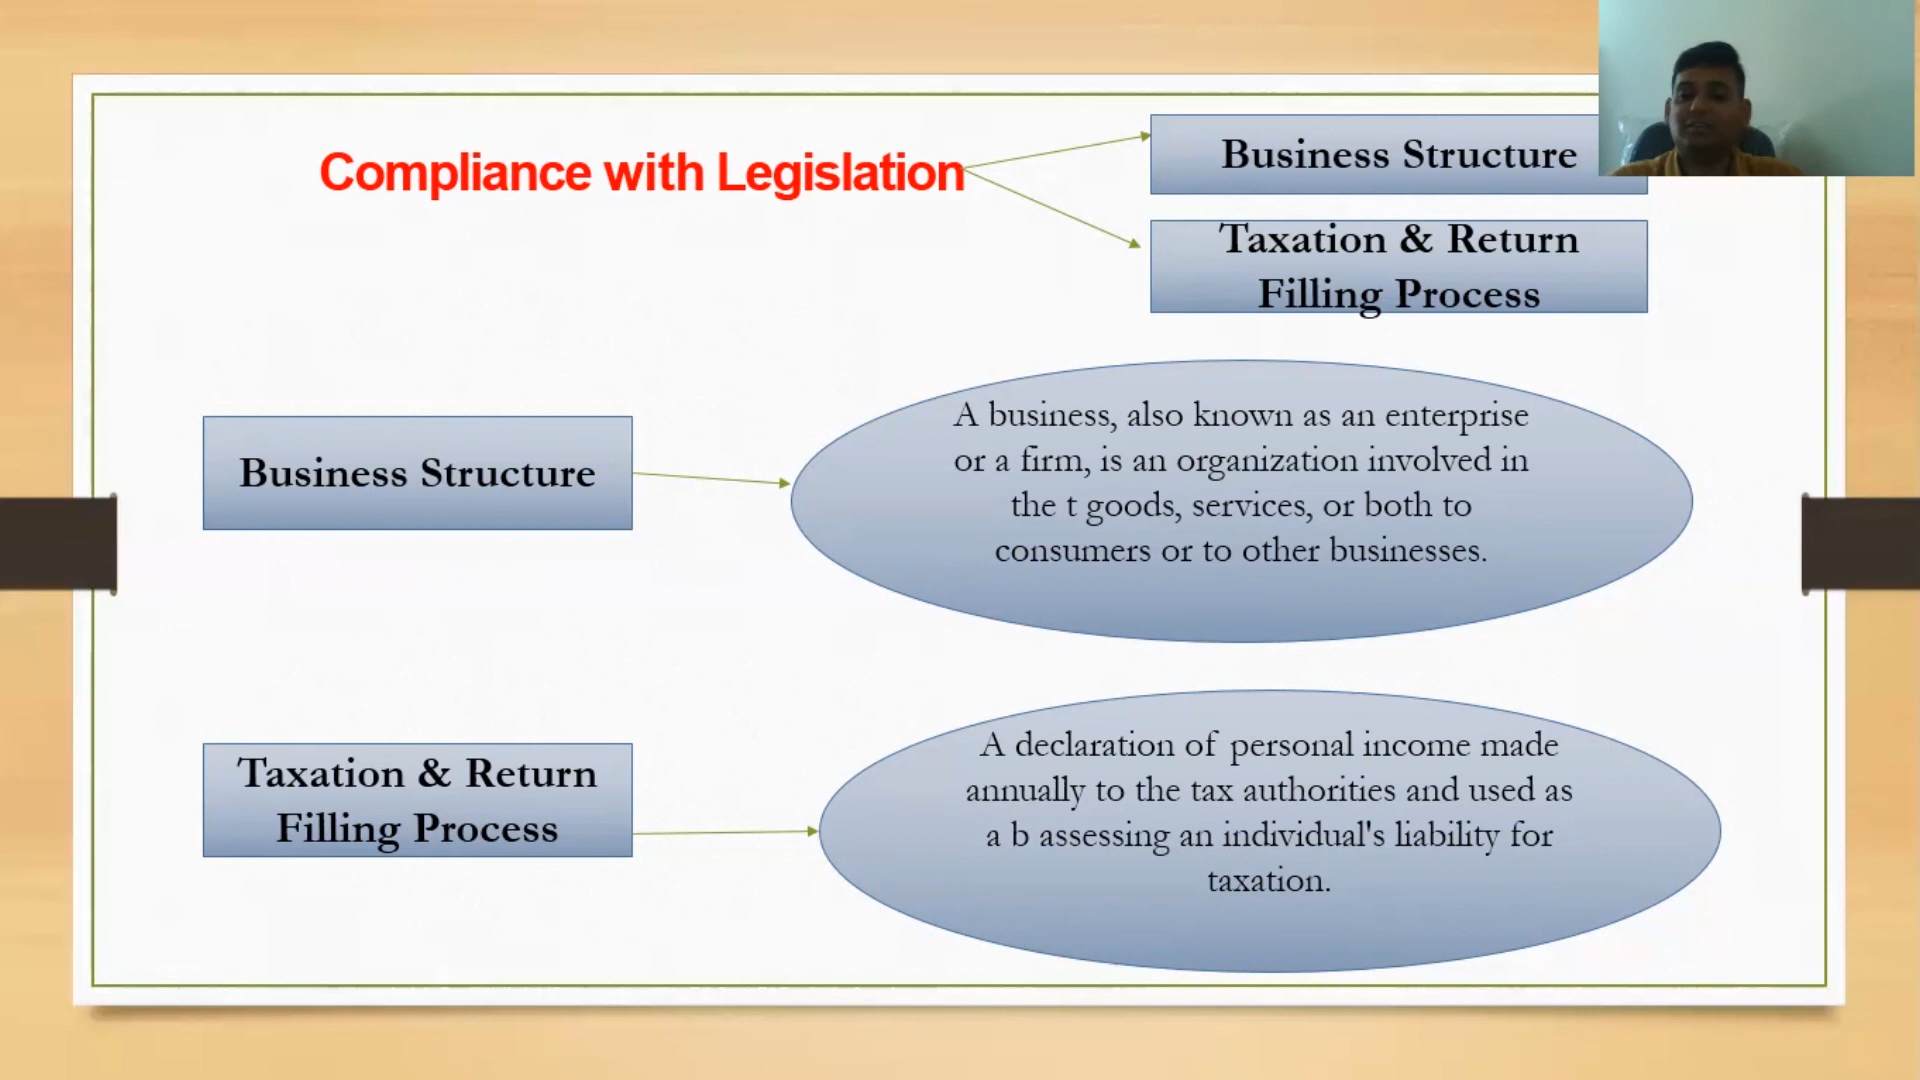 Compliance with Legislation
Business Structure
Taxation & Return
Filling Process
Business Structure
A business, also known as an enterprise
or a firm, is an organization involved in
the t goods, services, or both to
consumers or to other businesses.
Taxation & Return
Filling Process
A declaration of personal income made
annually to the tax authorities and used as
a b assessing an individual's liability for
taxation.